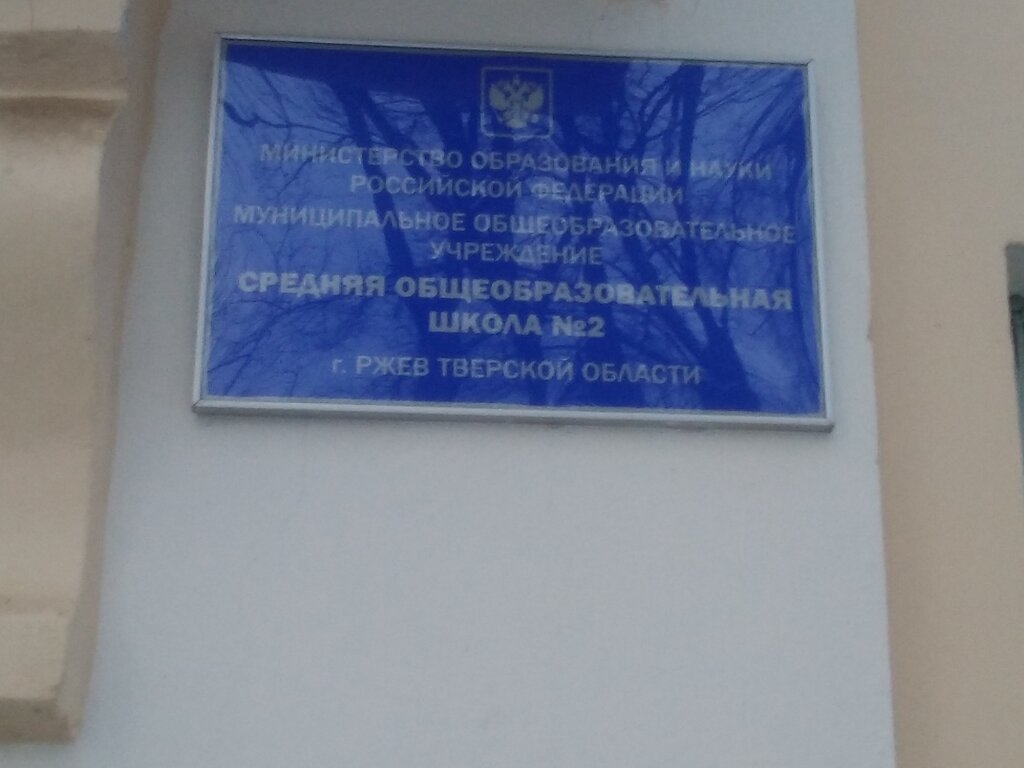 МИНИСТЕРСТВО ОБРАЗОВАНИЯ И НАУКИ
РОССИЙСКОЙ ФЕДЕРАЦИИ
МУНИЦИПАЛЬНОЕ ОБЩЕОБРАЗОВАТЕЛЬНОЕ
УЧРЕЖДЕНИЕ
СРЕДНЯЯ ОБЩЕОБРАЗОВАТЕЛЬНАЯ
ШКОЛА №2
г. РЖЕВ ТВЕРСКОЙ ОБЛАСТИ